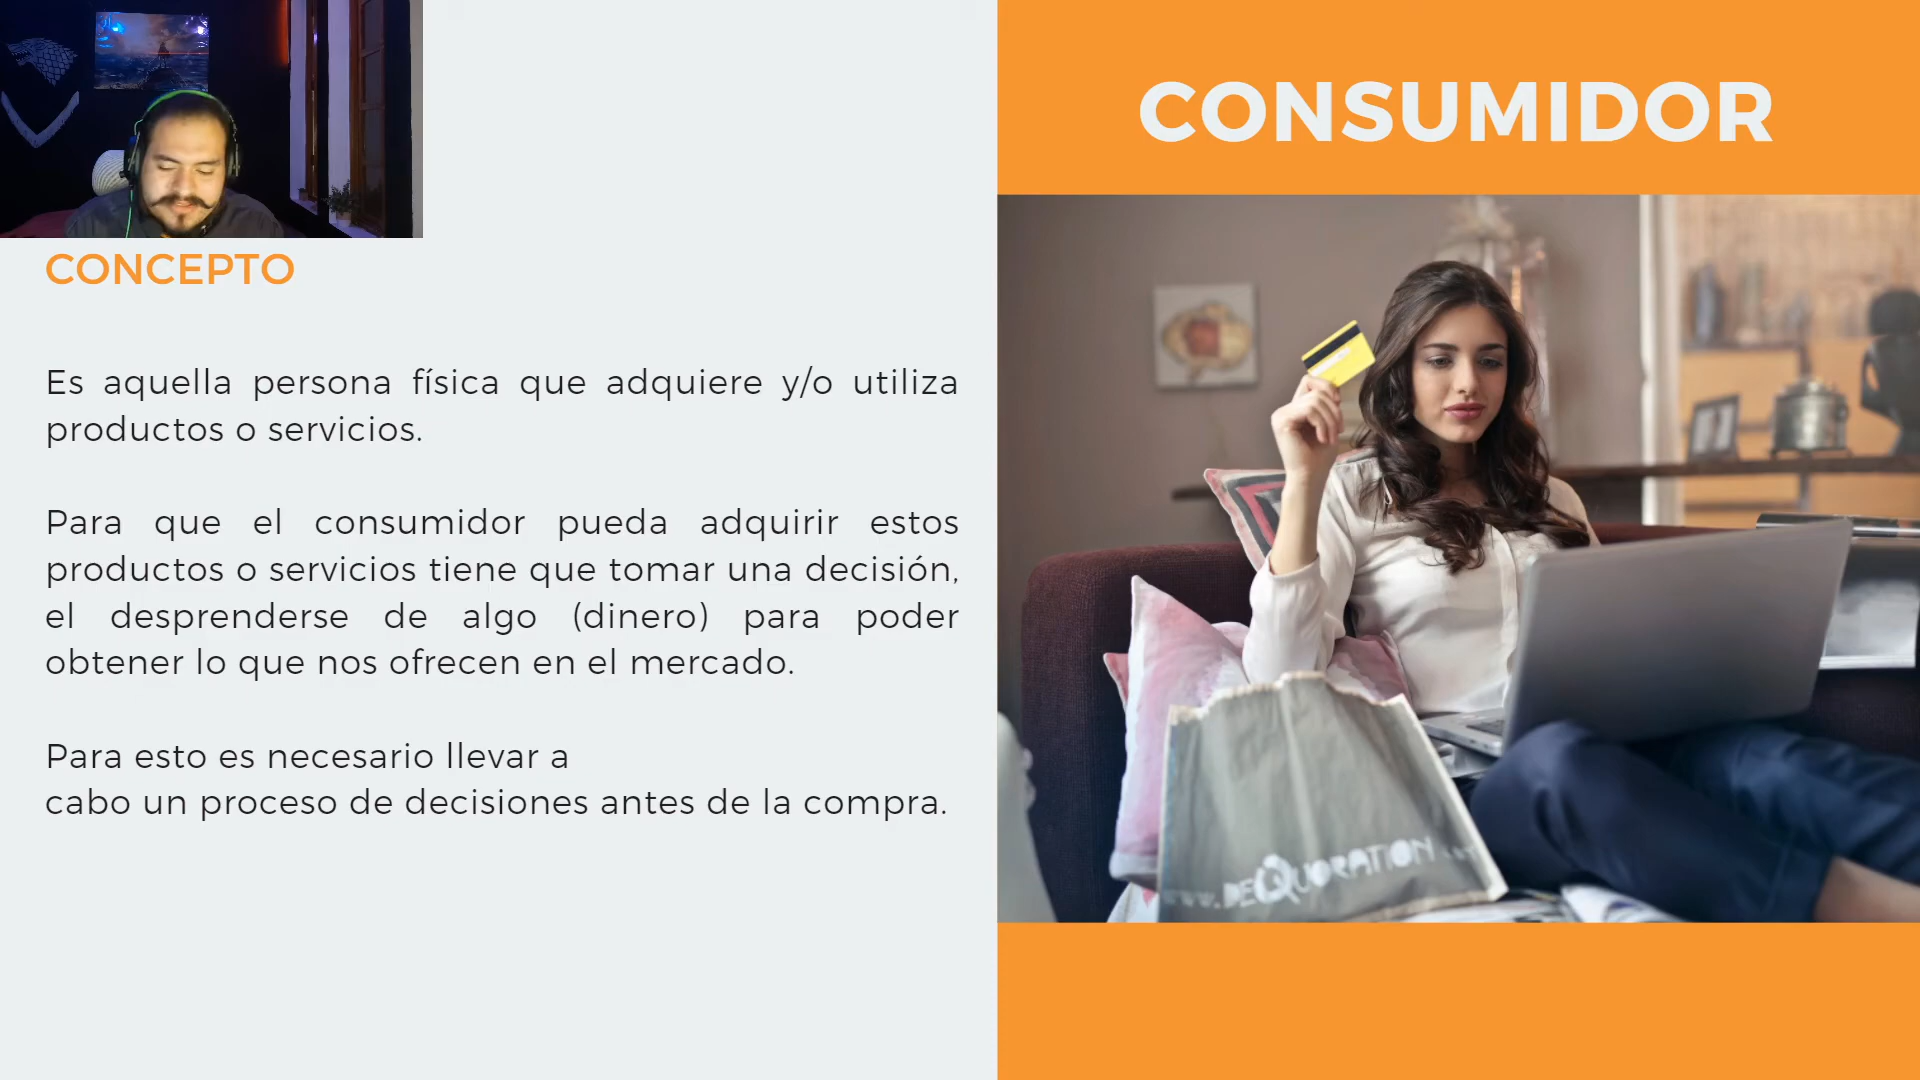 CONSUMIDOR
CONCEPTO
Es aquella persona física que adquiere y/o utiliza
productos o servicios.
Para que el consumidor pueda adquirir estos
productos o servicios tiene que tomar una decisión,
el desprenderse de algo (dinero) para poder
obtener lo que nos ofrecen en el mercado.
Para esto es necesario llevar a
cabo un proceso de decisiones antes de la compra.
www.DEQUORATION